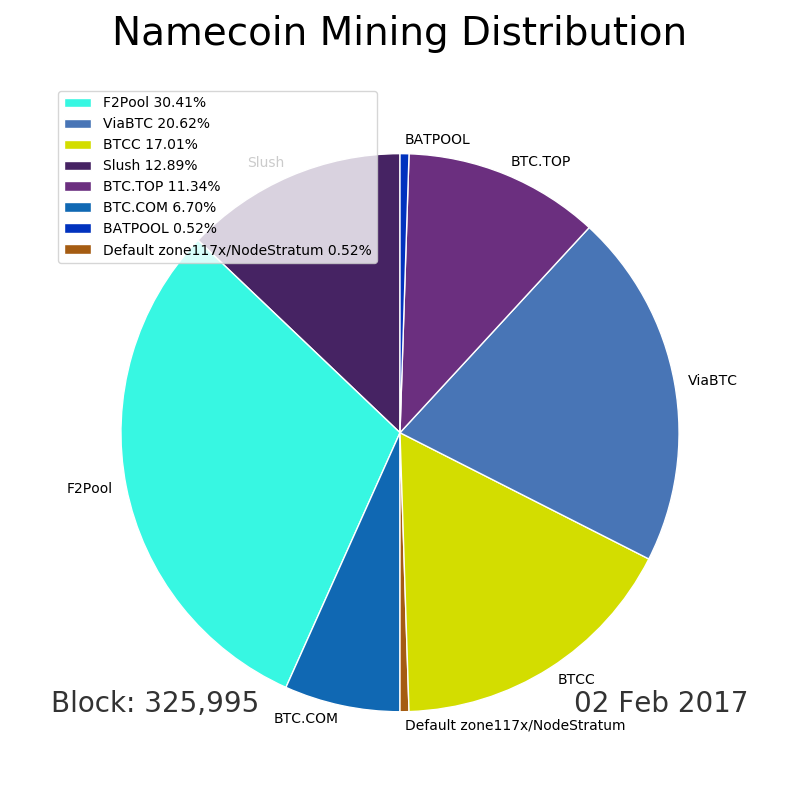 Namecoin Mining Distribution
F2Pool 30.41%
ViaBTC 20.62%
BTCC 17.01%
Slush 12.89%
BTC.TOP 11.34%
BTC.COM 6.70%
BATPOOL 0.52%
Default zone117x/NodeStratum 0.52%
Slush
BATPOOL
BTC.TOP
ViaBTC
F2Pool
BTCC
BTC.COM
Default zone117x/NodeStratum
Block: 325,995
02 Feb 2017